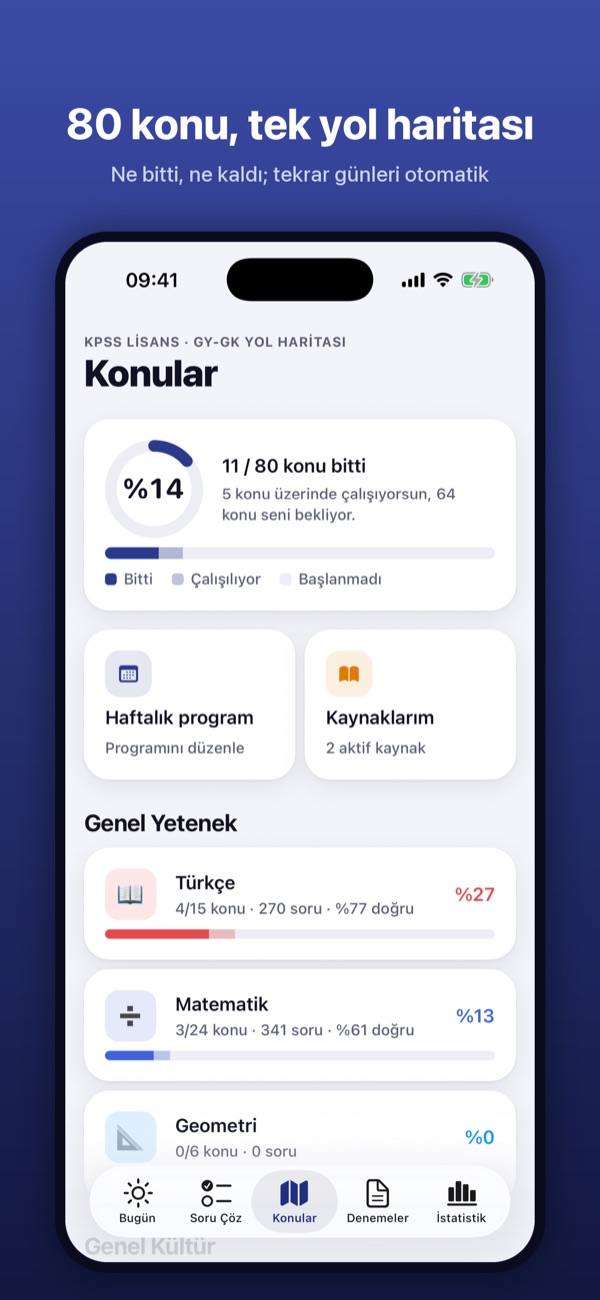 80 konu, tek yol haritası
Ne bitti, ne kaldı; tekrar günleri otomatik
09:41
KPSS LİSANS · GY-GK YOL HARİTASI
Konular
%14
11 / 80 konu bitti
5 konu üzerinde çalışıyorsun, 64
konu seni bekliyor.
Bitti Çalışılıyor Başlanmadı
Haftalık program
Programını düzenle
Kaynaklarım
2 aktif kaynak
Genel Yetenek
Türkçe
4/15 konu · 270 soru · %77 doğru
%27
Matematik
3/24 konu · 341 soru · %61 doğru
%13
Geometri
0/6 konu · 0 soru
%0
Bugün Soru Çöz Konular Denemeler İstatistik
Genel Kültür